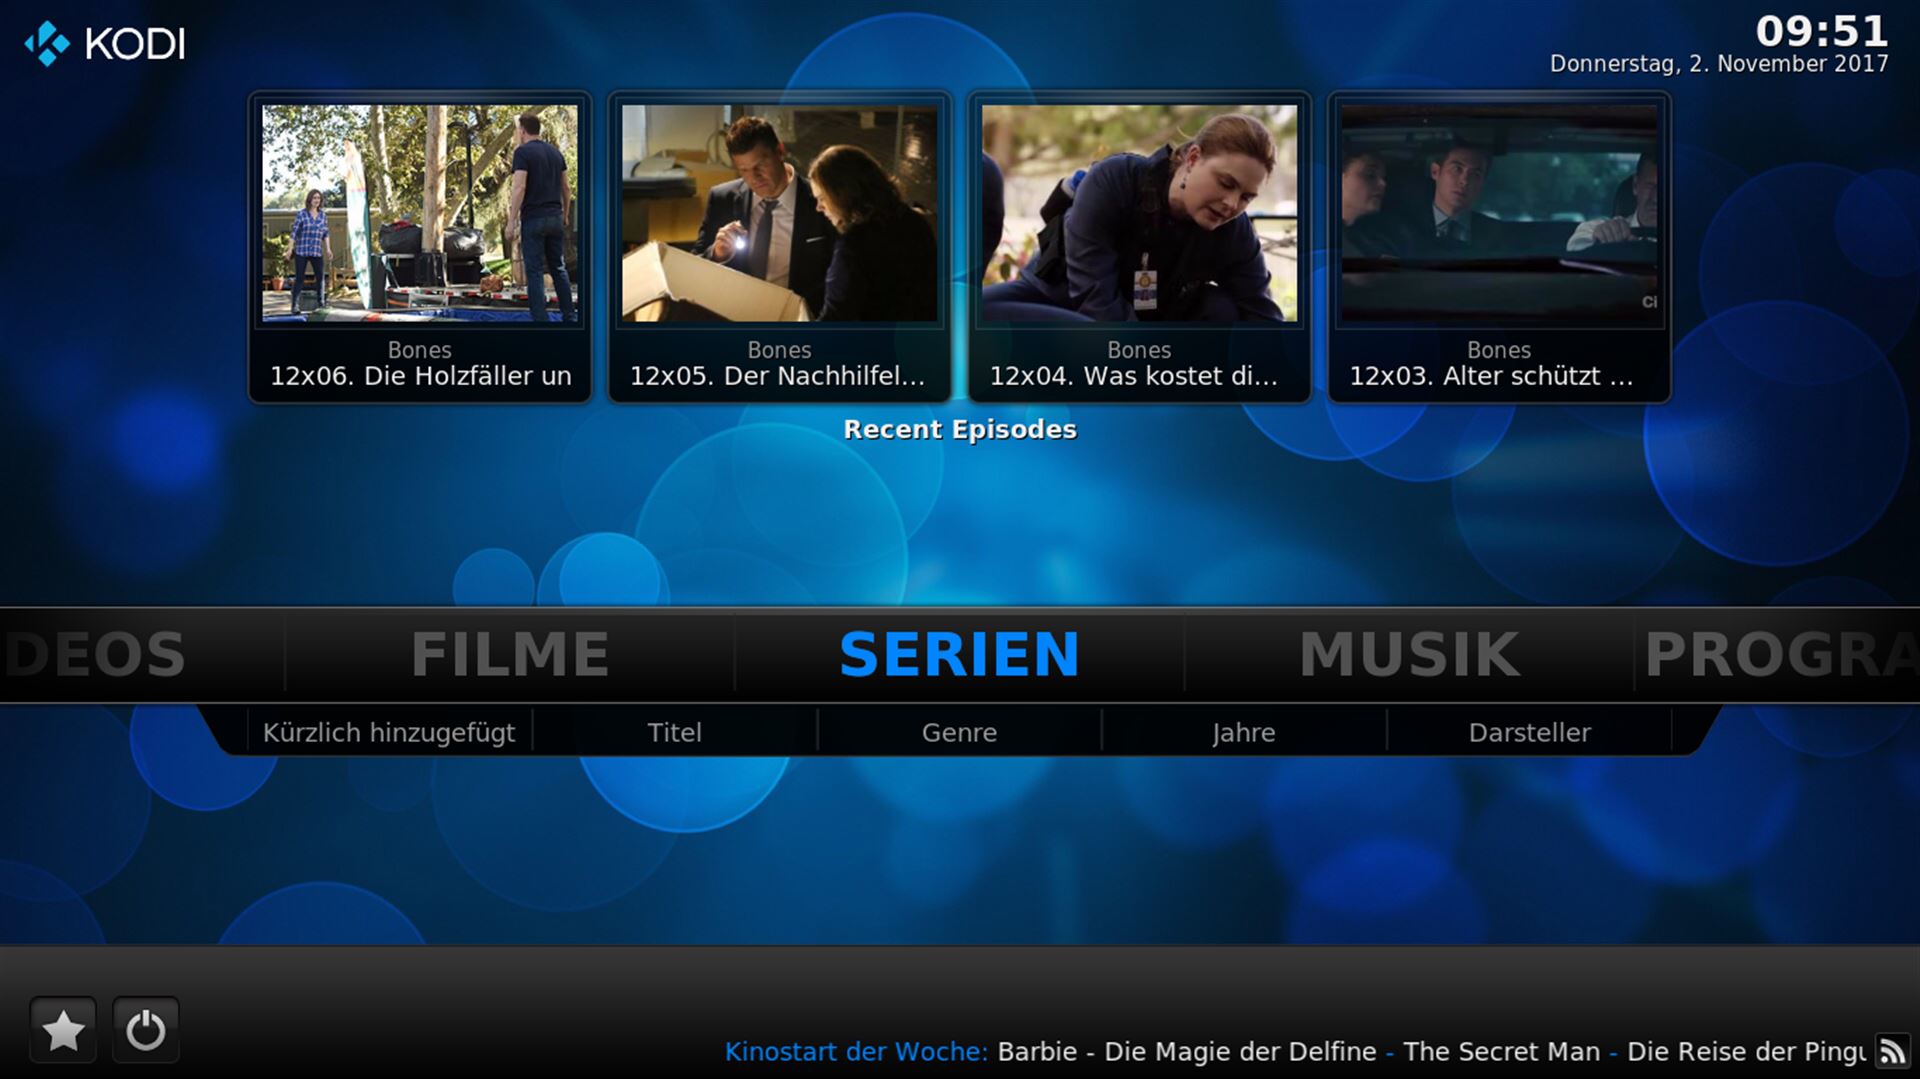 KODI
09:51
Donnerstag, 2. November 2017
Ci
Bones
12x06. Die Holzfäller un
Bones
12x05. Der Nachhilfel...
Bones
12x04. Was kostet di...
Bones
12x03. Alter schützt ...
Recent Episodes
DEOS
FILME
SERIEN
MUSIK
PROGRA
Kürzlich hinzugefügt
Titel
Genre
Jahre
Darsteller
Kinostart der Woche: Barbie - Die Magie der Delfine - The Secret Man - Die Reise der Pingu